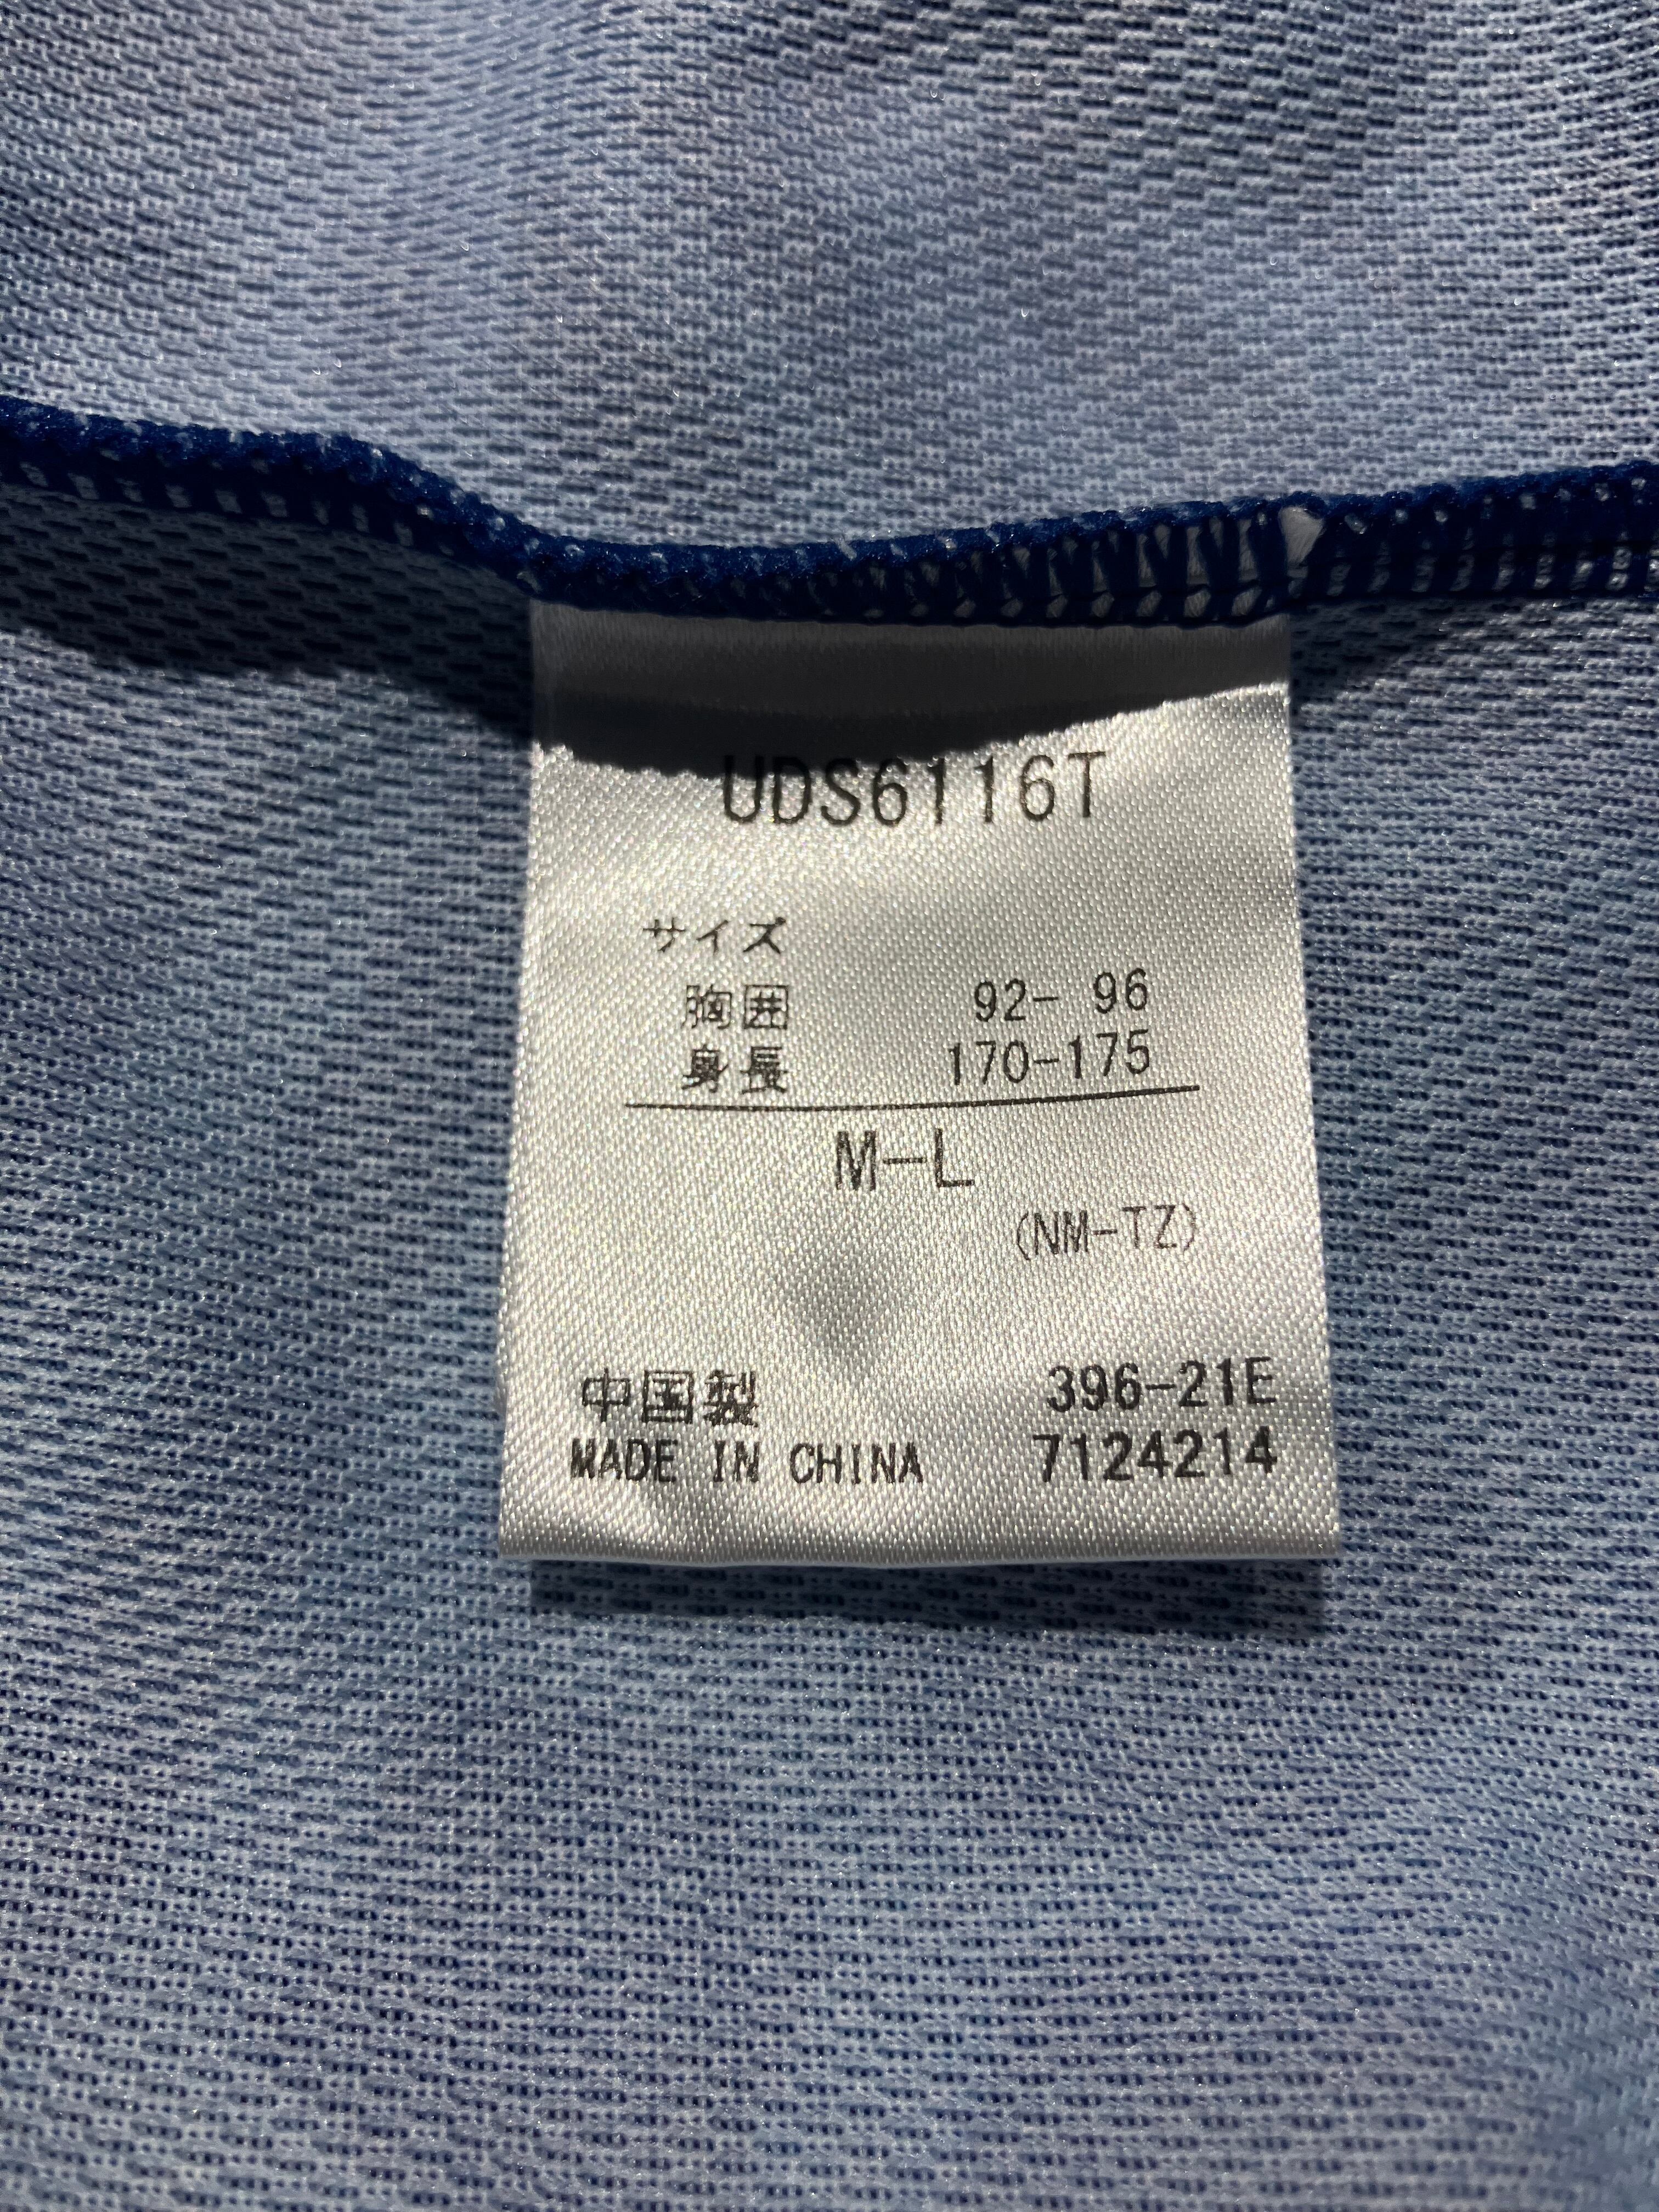 UDS6116T
サイズ
胸囲 92- 96
身長 170-175
M-L
(NM-TZ)
中国製 396-21E
MADE IN CHINA 7124214